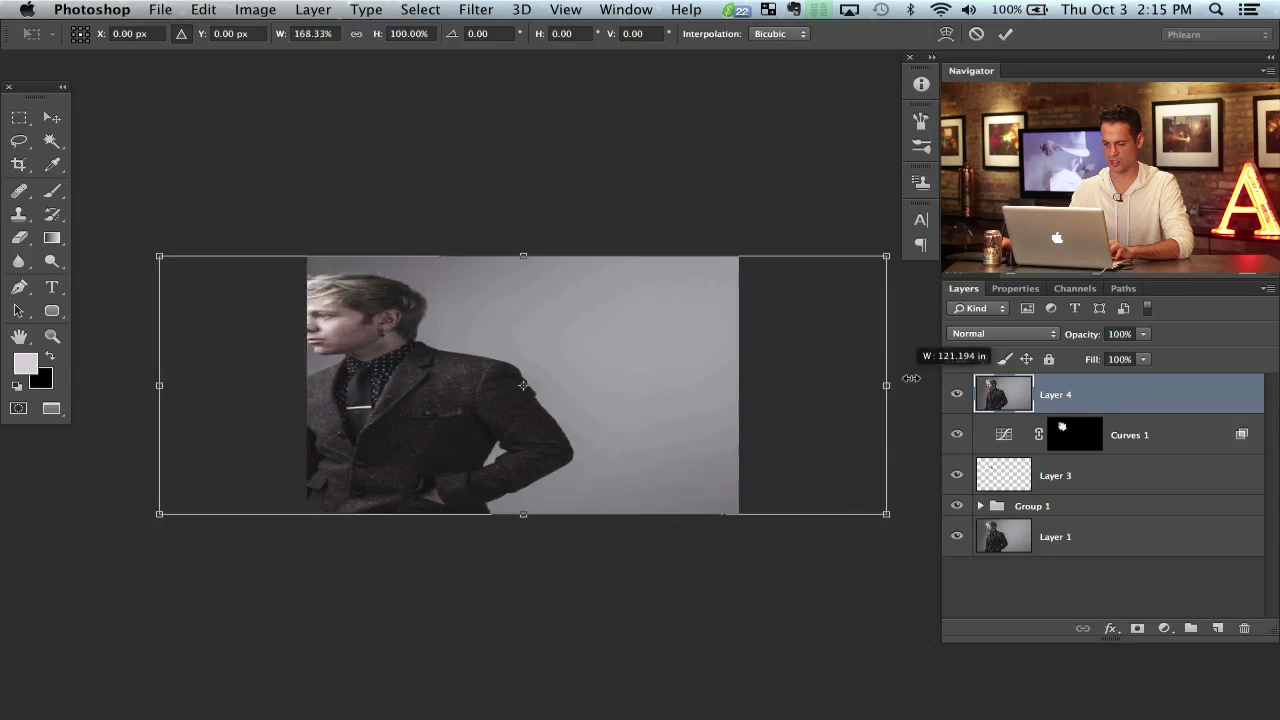 Photoshop File Edit Image Layer Type Select Filter 3D View Window Help 22 100% Thu Oct 3 2:15 PM
X: 0.00 px Y: 0.00 px W: 168.33% H: 100.00% 0.00 ° H: 0.00 ° V: 0.00 ° Interpolation: Bicubic Phlearn
Navigator
A
T
A
Layers Properties Channels Paths
Kind T
Normal Opacity: 100%
W: 121.194 in Fill: 100%
Layer 4
Curves 1
Layer 3
Group 1
Layer 1
fx